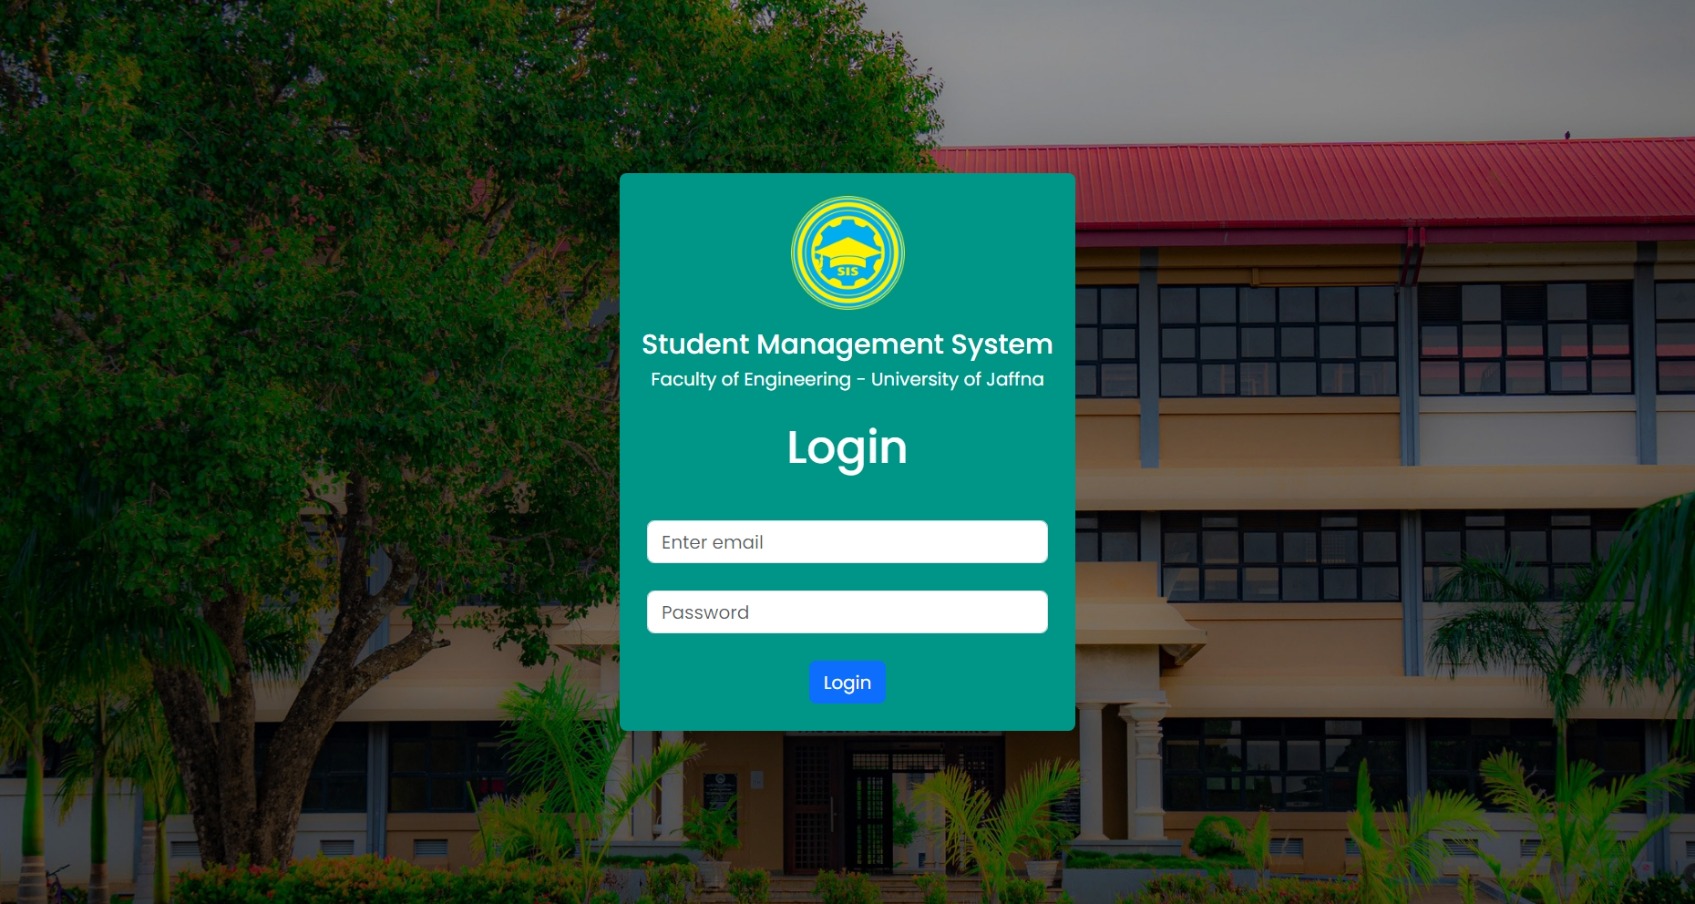 SIS
Student Management System
Faculty of Engineering - University of Jaffna
Login
Enter email
Password
Login